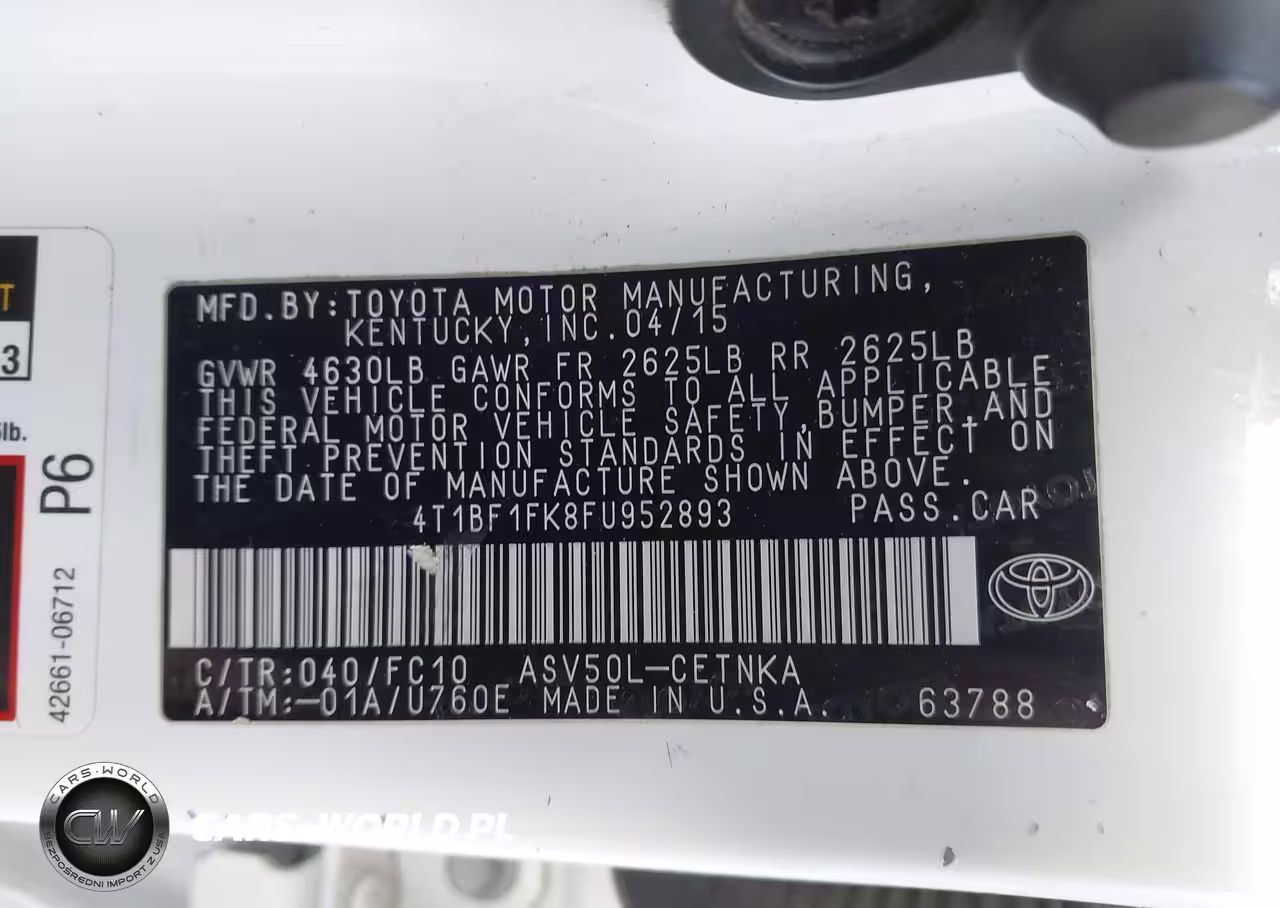 MFD.BY:TOYOTA MOTOR MANUFACTURING,
KENTUCKY,INC.04/15
GVWR 4630LB GAWR FR 2625LB RR 2625LB
THIS VEHICLE CONFORMS TO ALL APPLICABLE
FEDERAL MOTOR VEHICLE SAFETY,BUMPER,AND
THEFT PREVENTION STANDARDS IN EFFECT ON
THE DATE OF MANUFACTURE SHOWN ABOVE.
4T1BF1FK8FU952893 PASS.CAR
C/TR:040/FC10 ASV50L-CETNKA
A/TM:-01A/U760E MADE IN U.S.A. 63788
T
3
lb.
P6
42661-06712
CARS-WORLD
CW
BEZPOŚREDNI IMPORT Z USA
CARS-WORLD.PL